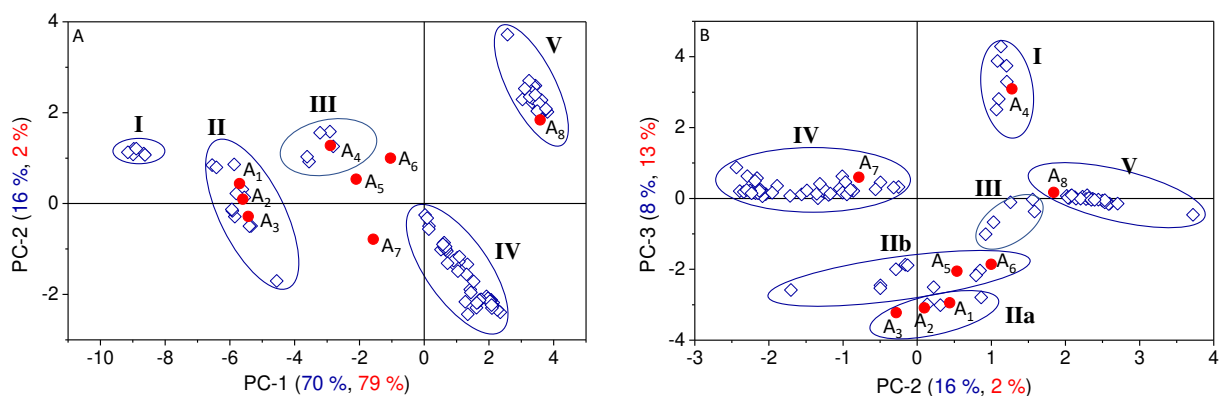 A
4
2
0
-2
-10
-8
-6
-4
-2
0
2
4
PC-2 (16 %, 2 %)
PC-1 (70 %, 79 %)
I
II
III
IV
V
A1
A2
A3
A4
A5
A6
A7
A8
B
4
2
0
-2
-4
-3
-2
-1
0
1
2
3
4
PC-3 (8 %, 13 %)
PC-2 (16 %, 2 %)
I
IV
III
V
IIb
IIa
A4
A7
A8
A5
A6
A3
A2
A1